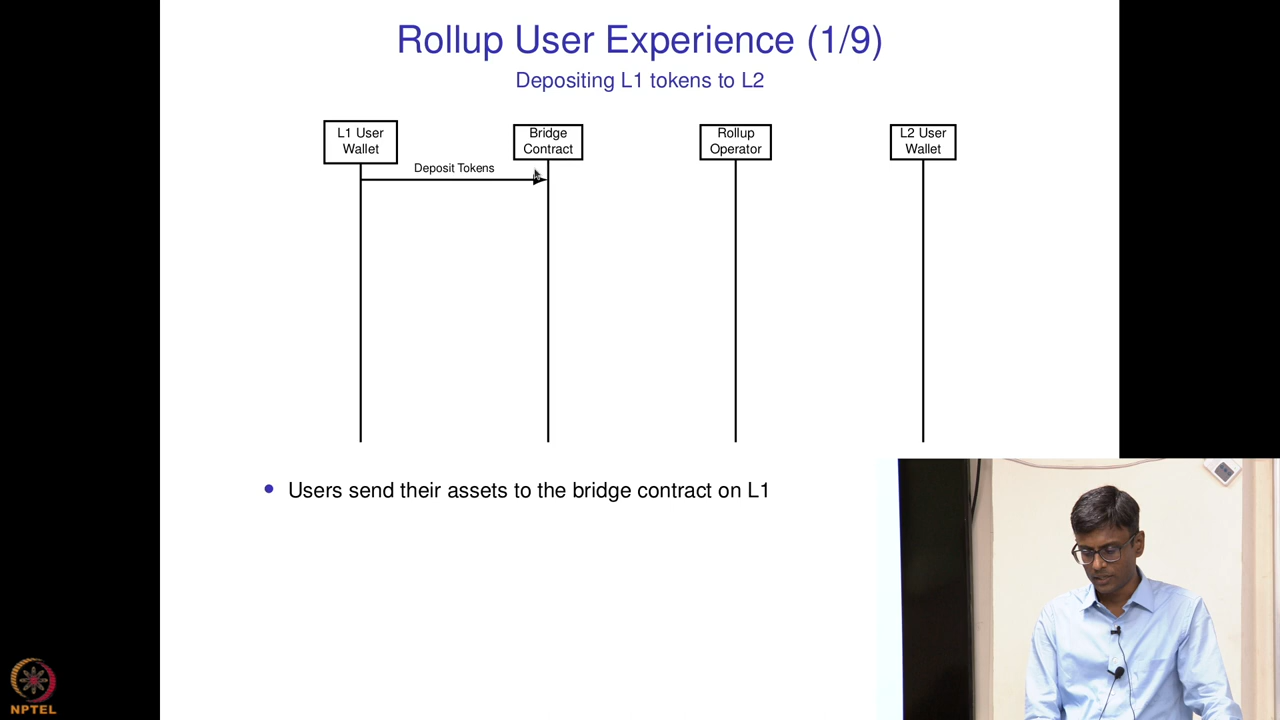 Rollup User Experience (1/9)
Depositing L1 tokens to L2
L1 User
Wallet
Bridge
Contract
Rollup
Operator
L2 User
Wallet
Deposit Tokens
• Users send their assets to the bridge contract on L1
NPTEL